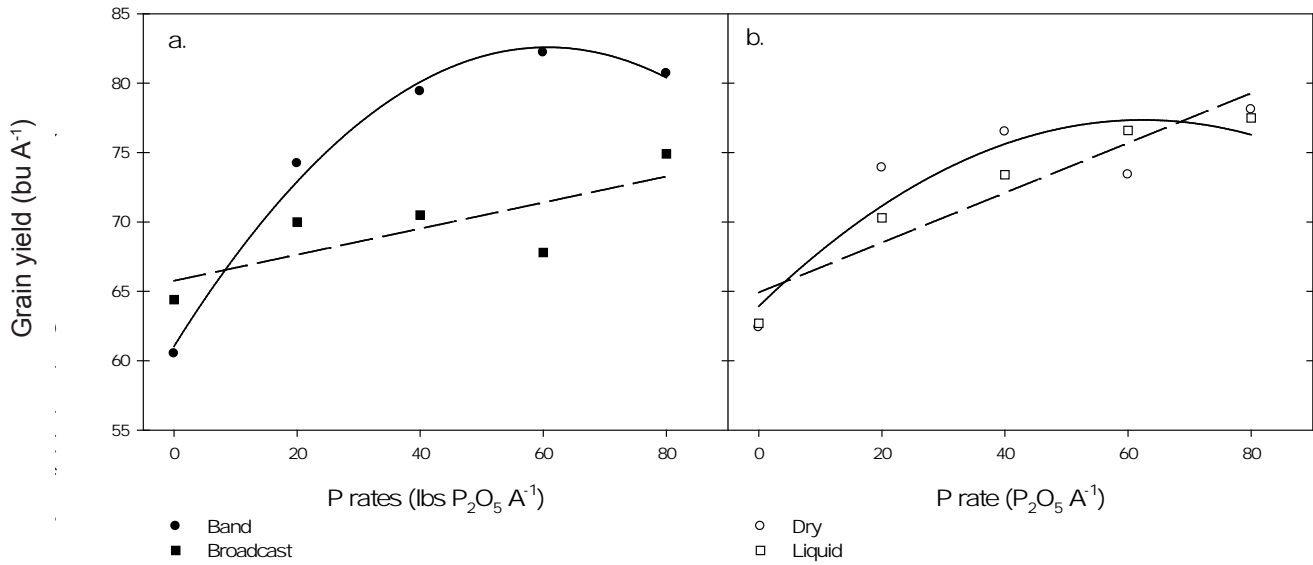 a.
b.
85
80
75
70
65
60
55
Grain yield (bu A⁻¹)
0 20 40 60 80
0 20 40 60 80
P rates (lbs P₂O₅ A⁻¹)
P rate (P₂O₅ A⁻¹)
Band
Broadcast
Dry
Liquid